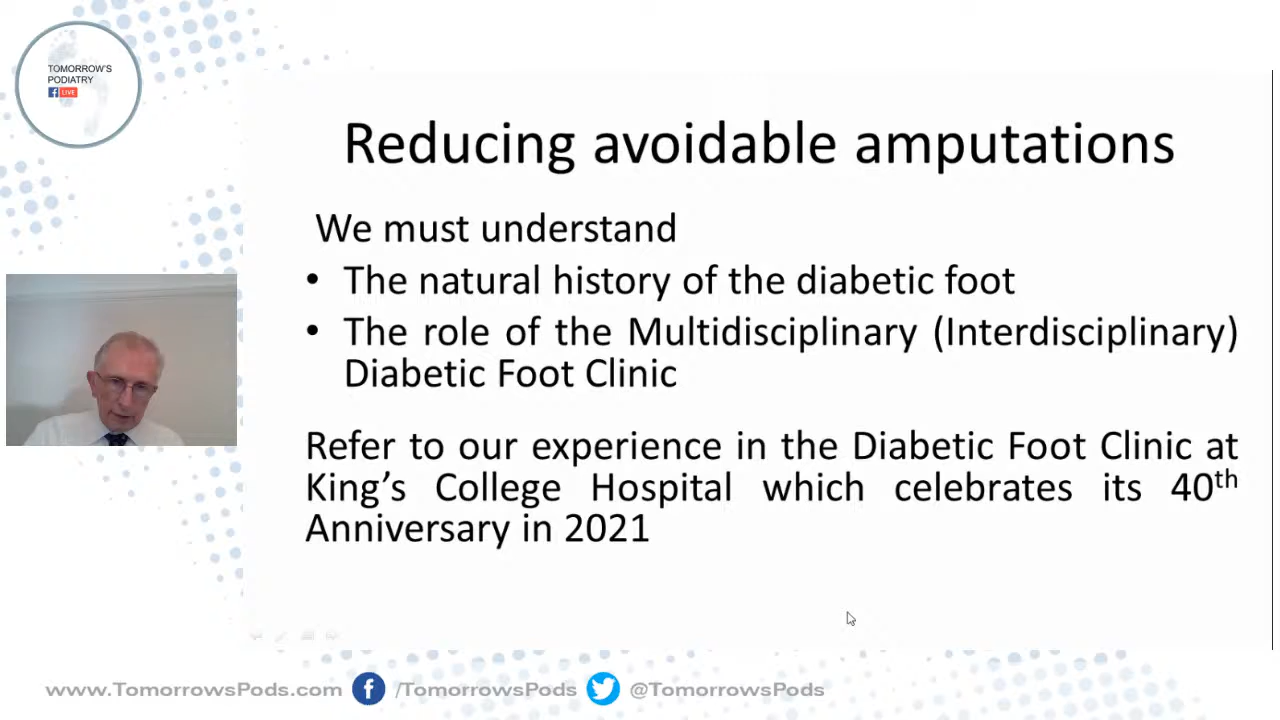 TOMORROW'S
PODIATRY
f LIVE
Reducing avoidable amputations
We must understand
• The natural history of the diabetic foot
• The role of the Multidisciplinary (Interdisciplinary)
Diabetic Foot Clinic
Refer to our experience in the Diabetic Foot Clinic at
King’s College Hospital which celebrates its 40th
Anniversary in 2021
www.TomorrowsPods.com f /TomorrowsPods @TomorrowsPods